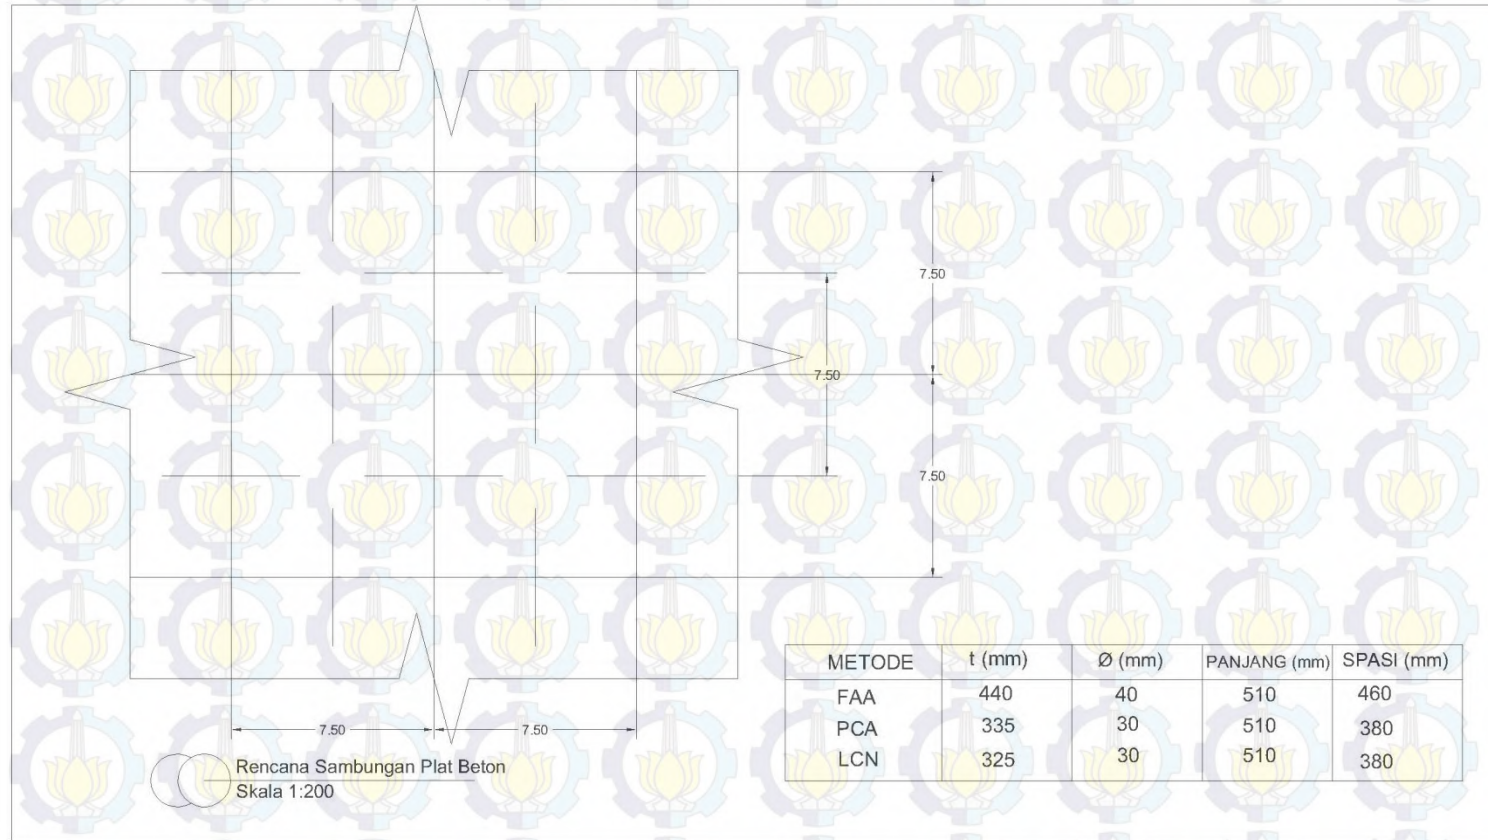 7.50
7.50
7.50
7.50 7.50
Rencana Sambungan Plat Beton
Skala 1:200
METODE t (mm) Ø (mm) PANJANG (mm) SPASI (mm)
FAA 440 40 510 460
PCA 335 30 510 380
LCN 325 30 510 380